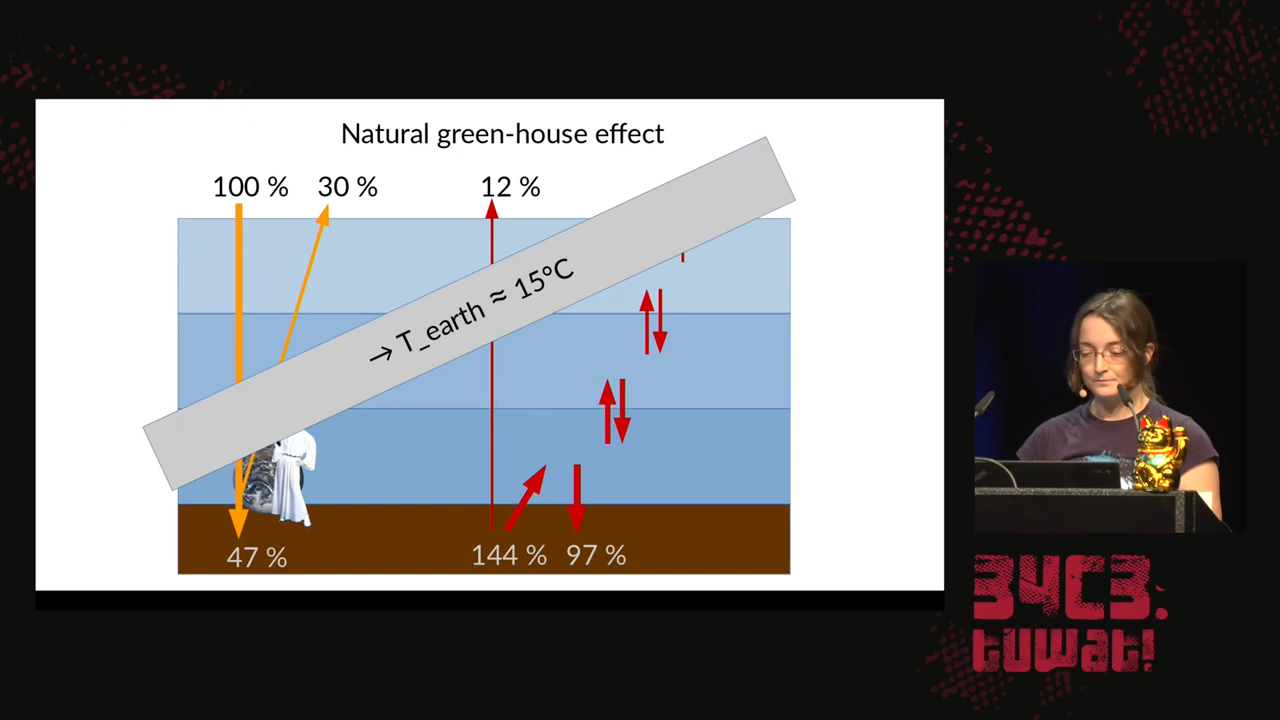 Natural green-house effect
100 % 30 % 12 %
→ T_earth ≈ 15°C
47 % 144 % 97 %
34C3.
tuwat!